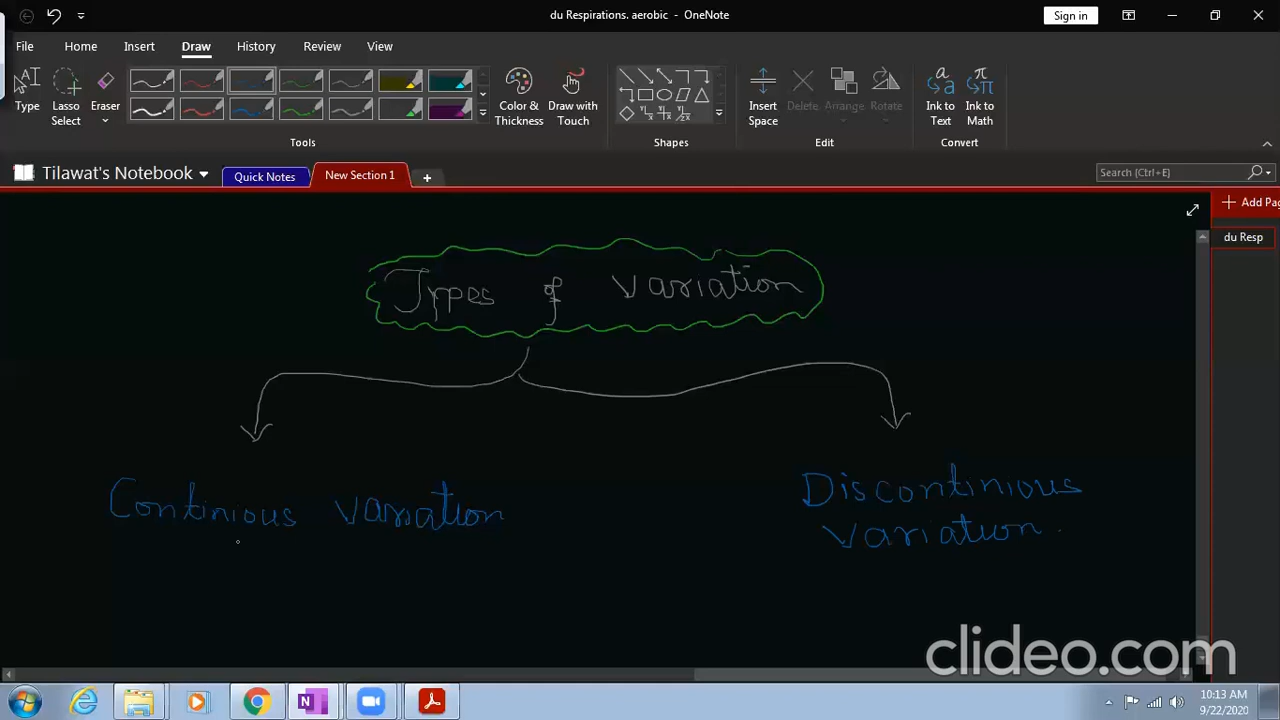 du Respirations. aerobic - OneNote
Sign in
File Home Insert Draw History Review View
Type
Lasso Select
Eraser
Color & Thickness
Draw with Touch
Insert Space
Delete
Arrange
Rotate
Ink to Text
Ink to Math
Tools
Shapes
Edit
Convert
Tilawat's Notebook
Quick Notes
New Section 1
Search (Ctrl+E)
Add Pag
du Resp
Types of variation
Continious variation
Discontinious
variation.
clideo.com
10:13 AM
9/22/2020